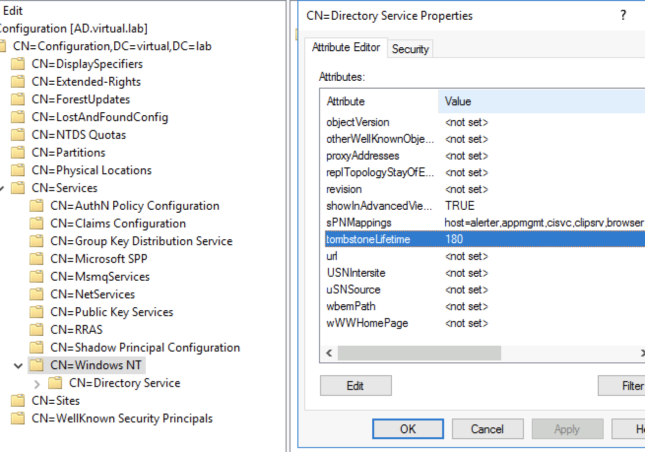 Edit
onfiguration [AD.virtual.lab]
CN=Configuration,DC=virtual,DC=lab
CN=DisplaySpecifiers
CN=Extended-Rights
CN=ForestUpdates
CN=LostAndFoundConfig
CN=NTDS Quotas
CN=Partitions
CN=Physical Locations
CN=Services
CN=AuthN Policy Configuration
CN=Claims Configuration
CN=Group Key Distribution Service
CN=Microsoft SPP
CN=MsmqServices
CN=NetServices
CN=Public Key Services
CN=RRAS
CN=Shadow Principal Configuration
CN=Windows NT
CN=Directory Service
CN=Sites
CN=WellKnown Security Principals
CN=Directory Service Properties ?
Attribute Editor Security
Attributes:
Attribute Value
objectVersion <not set>
otherWellKnownObje... <not set>
proxyAddresses <not set>
replTopologyStayOfE... <not set>
revision <not set>
showInAdvancedVie... TRUE
sPNMappings host=alerter,appmgmt,cisvc,clipsrv,browser
tombstoneLifetime 180
url <not set>
USNIntersite <not set>
uSNSource <not set>
wbemPath <not set>
wWWHomePage <not set>
Edit Filter
OK Cancel Apply He